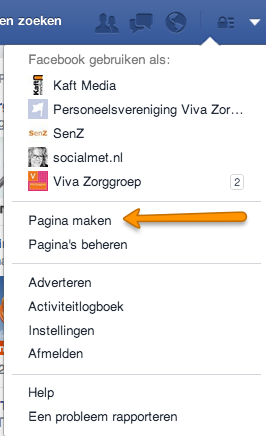 en zoeken
Facebook gebruiken als:
Kaft Media
Personeelsvereniging Viva Zor...
SenZ
socialmet.nl
Viva Zorggroep 2
Pagina maken
Pagina's beheren
Adverteren
Activiteitlogboek
Instellingen
Afmelden
Help
Een probleem rapporteren